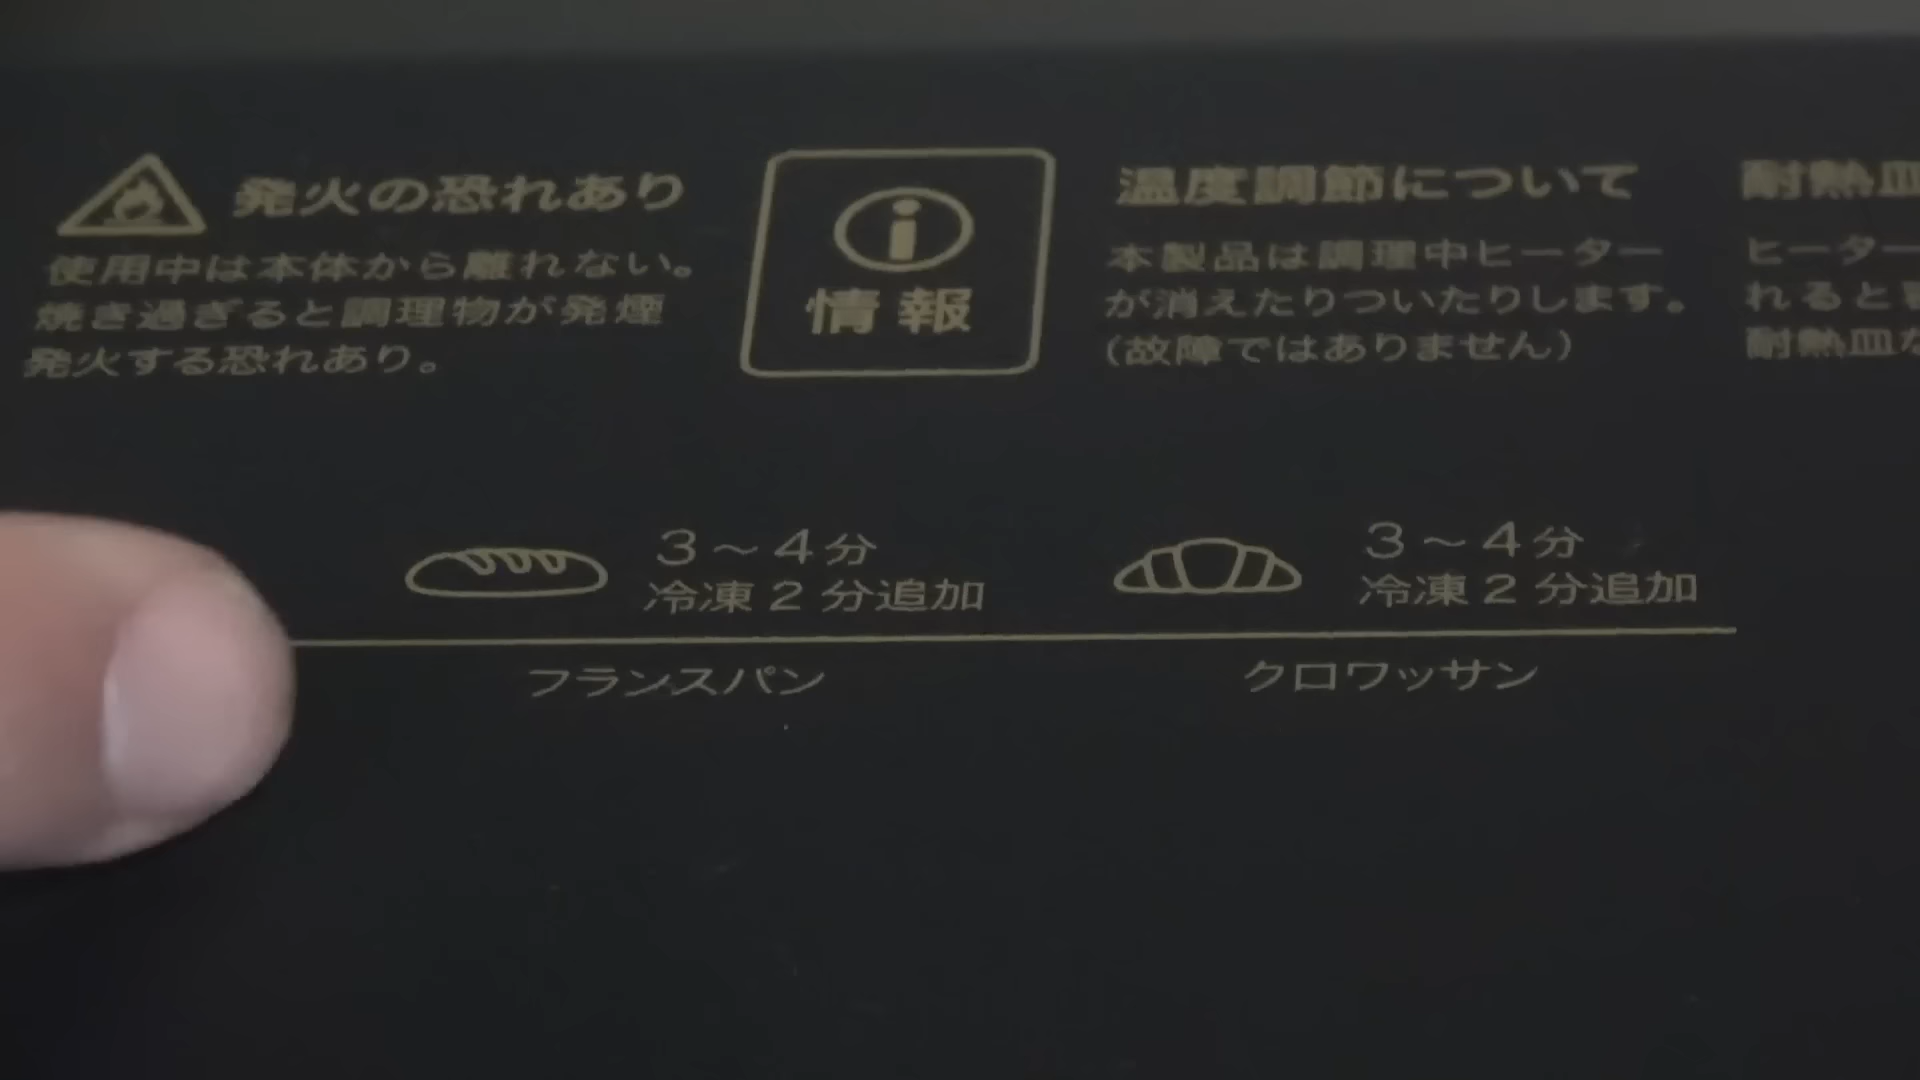 発火の恐れあり
使用中は本体から離れない。
焼き過ぎると調理物が発煙
発火する恐れあり。
情報
温度調節について
本製品は調理中ヒーター
が消えたりついたりします。
(故障ではありません)
耐熱皿
ヒーター
れると
耐熱皿な
3～4分
冷凍2分追加
フランスパン
3～4分
冷凍2分追加
クロワッサン